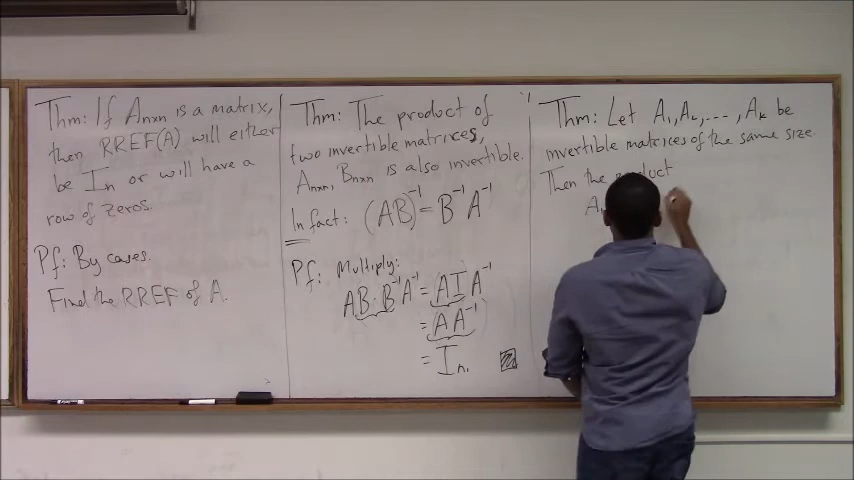 Thm: If Anxn is a matrix,
then RREF(A) will either
be In or will have a
row of zeros.
Pf: By cases.
Find the RREF of A.
Thm: The product of
two invertible matrices,
Anxn, Bnxn is also invertible.
In fact: (AB)⁻¹ = B⁻¹A⁻¹
Pf: Multiply:
AB·B⁻¹A⁻¹ = AIA⁻¹
= AA⁻¹
= In.
Thm: Let A₁, A₂, ..., Aₖ be
invertible matrices of the same size.
Then the product
A₁